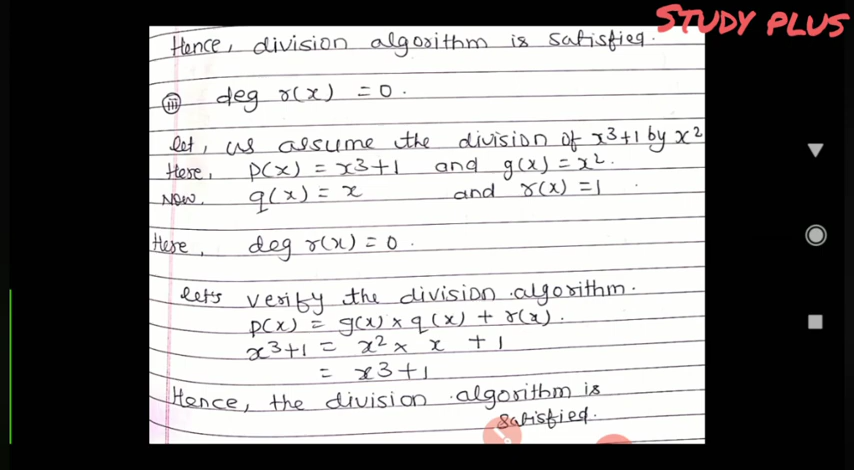 STUDY PLUS
Hence, division algorithm is satisfied.
(iii) deg r(x) = 0.
let, us assume the division of x3+1 by x2
Here, p(x) = x3+1 and g(x) = x2.
Now, q(x) = x and r(x) = 1
Here, deg r(x) = 0.
let's verify the division algorithm.
p(x) = g(x) × q(x) + r(x).
x3+1 = x2 × x + 1
= x3+1
Hence, the division algorithm is
satisfied.